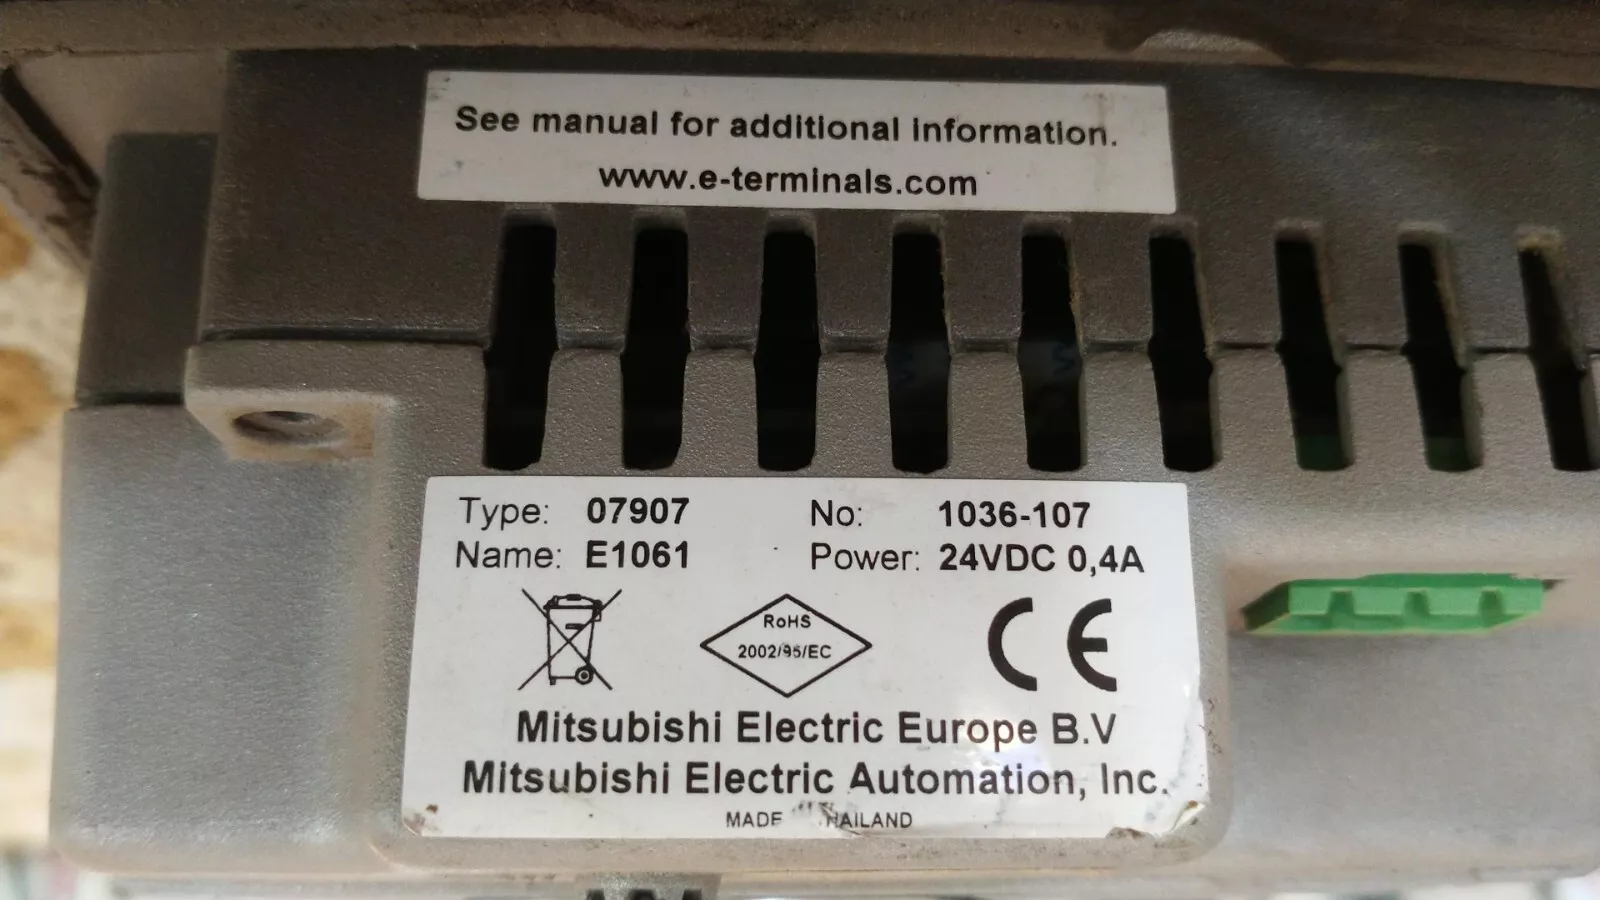 See manual for additional information.
www.e-terminals.com
Type: 07907 No: 1036-107
Name: E1061 Power: 24VDC 0,4A
RoHS
2002/95/EC
CE
Mitsubishi Electric Europe B.V
Mitsubishi Electric Automation, Inc.
MADE THAILAND